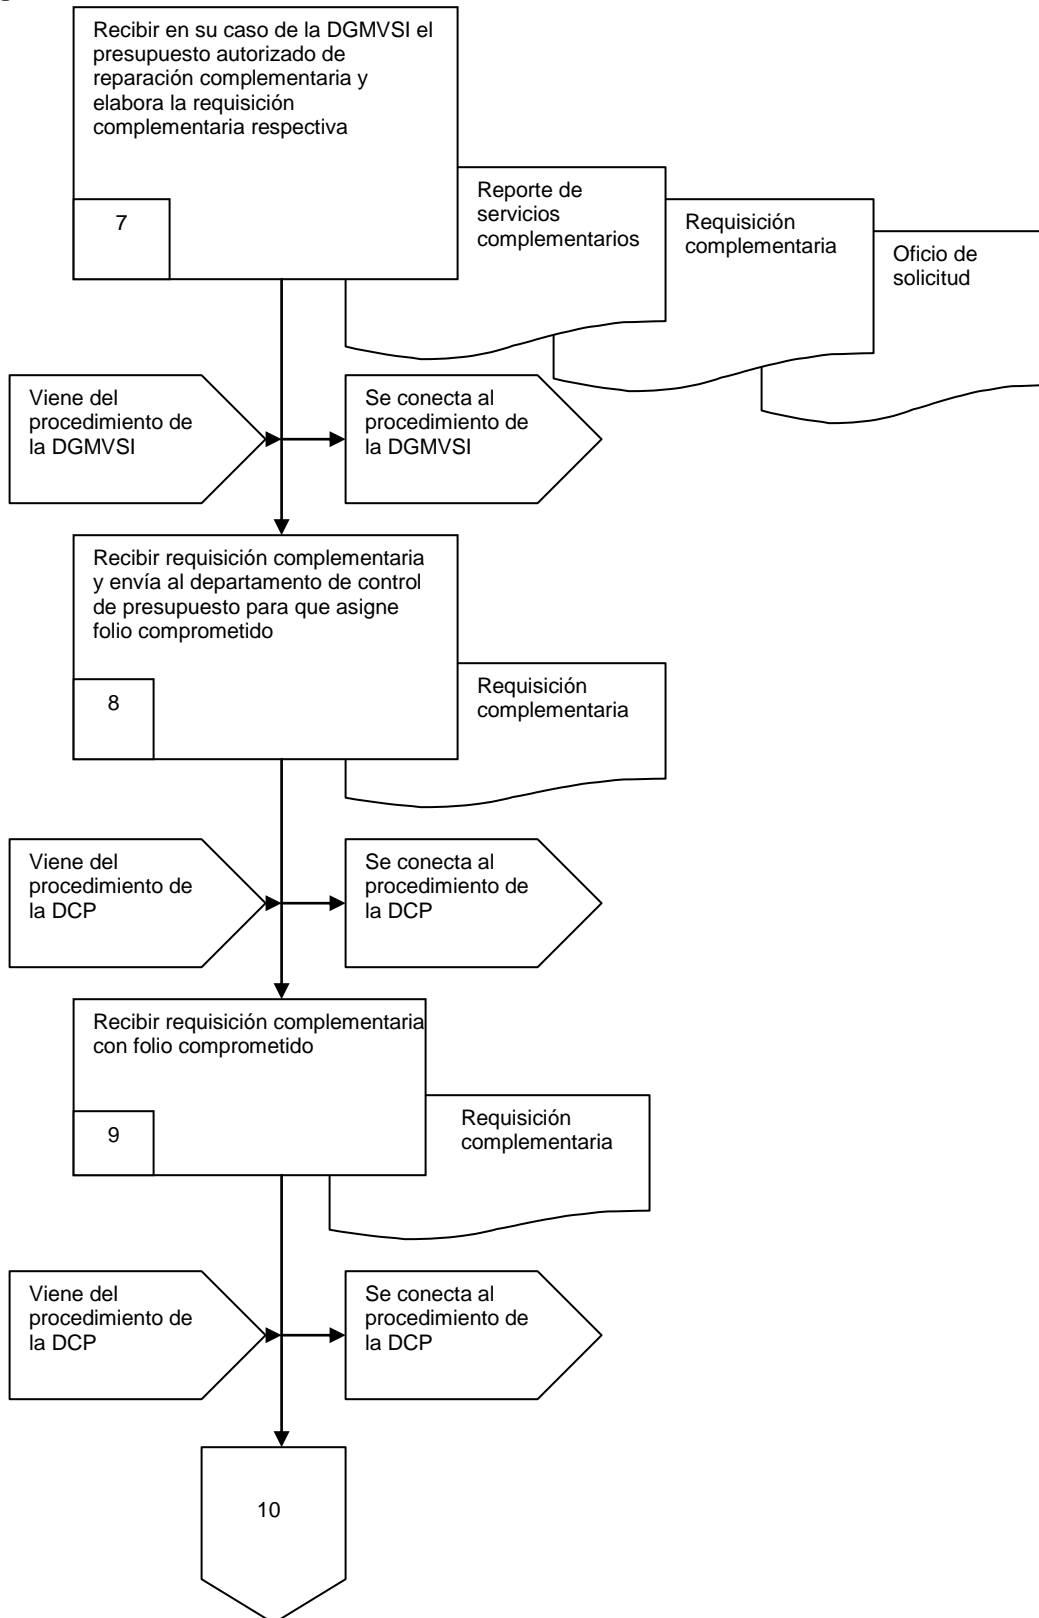 Recibir en su caso de la DGMVSI el
presupuesto autorizado de
reparación complementaria y
elabora la requisición
complementaria respectiva
7
Reporte de
servicios
complementarios
Requisición
complementaria
Oficio de
solicitud
Viene del
procedimiento de
la DGMVSI
Se conecta al
procedimiento de
la DGMVSI
Recibir requisición complementaria
y envía al departamento de control
de presupuesto para que asigne
folio comprometido
8
Requisición
complementaria
Viene del
procedimiento de
la DCP
Se conecta al
procedimiento de
la DCP
Recibir requisición complementaria
con folio comprometido
9
Requisición
complementaria
Viene del
procedimiento de
la DCP
Se conecta al
procedimiento de
la DCP
10